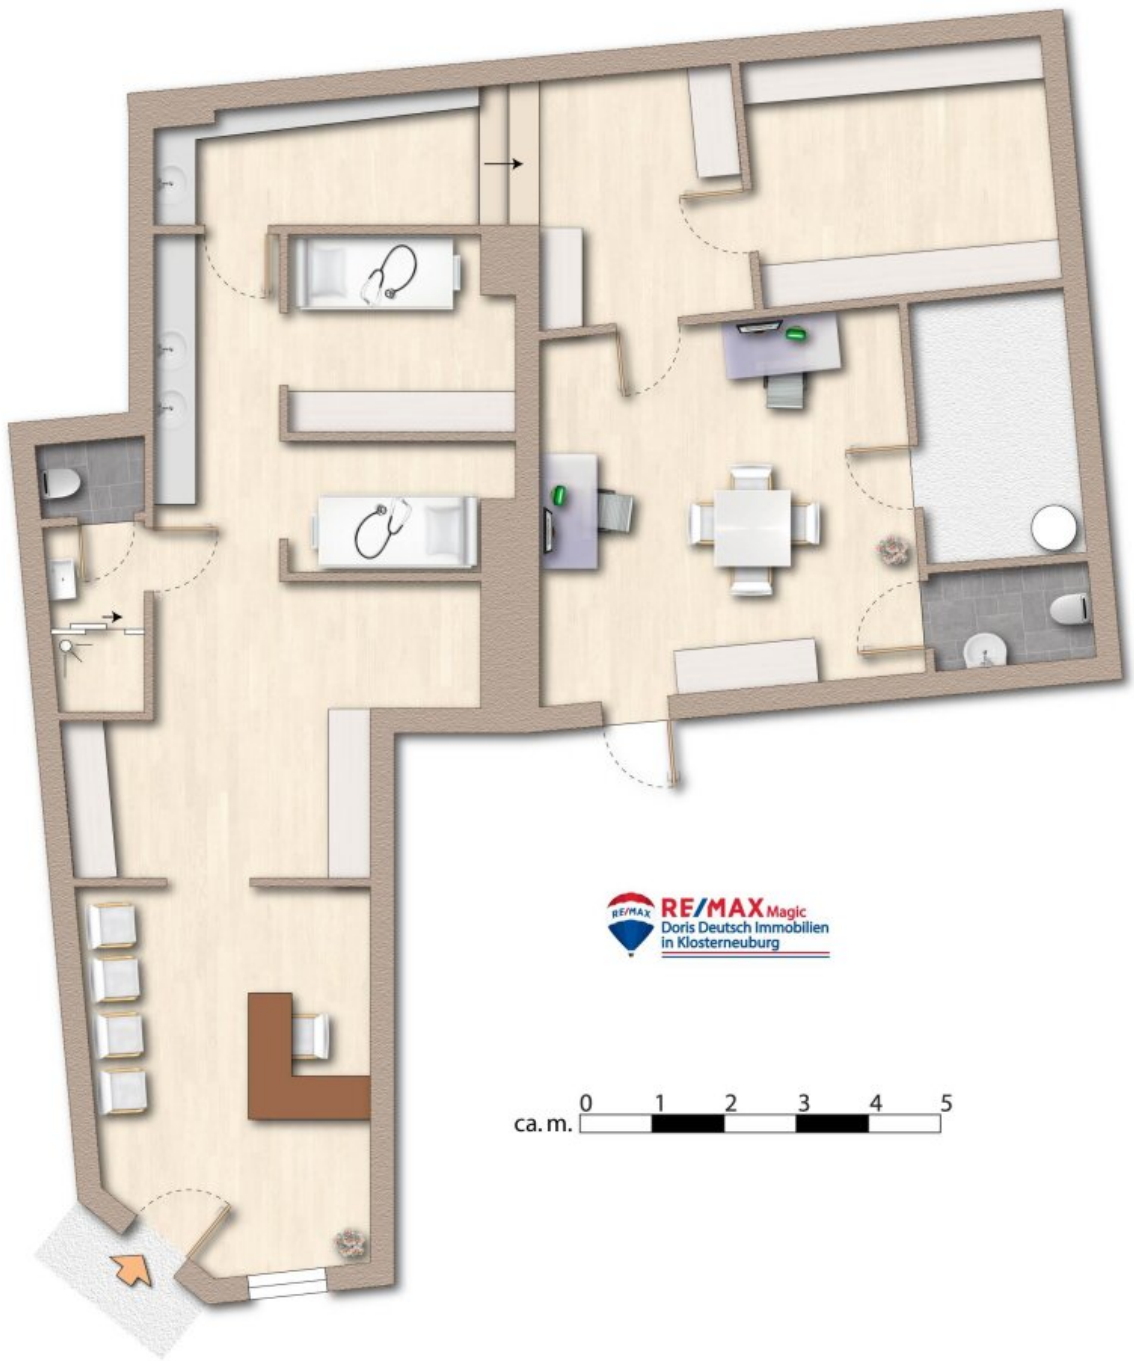 RE/MAX
RE/MAX Magic
Doris Deutsch Immobilien
in Klosterneuburg
0 1 2 3 4 5
ca. m.